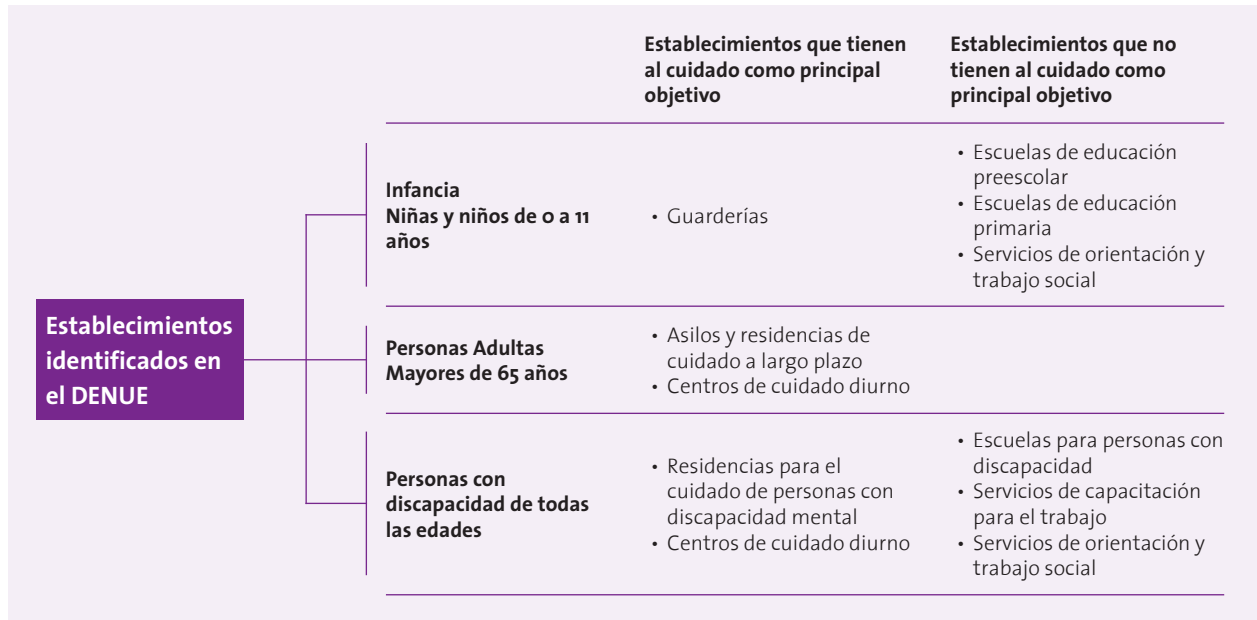 Establecimientos que tienen
al cuidado como principal
objetivo
Establecimientos que no
tienen al cuidado como
principal objetivo
Establecimientos
identificados en
el DENUE
Infancia
Niñas y niños de 0 a 11
años
• Guarderías
• Escuelas de educación
preescolar
• Escuelas de educación
primaria
• Servicios de orientación y
trabajo social
Personas Adultas
Mayores de 65 años
• Asilos y residencias de
cuidado a largo plazo
• Centros de cuidado diurno
Personas con
discapacidad de todas
las edades
• Residencias para el
cuidado de personas con
discapacidad mental
• Centros de cuidado diurno
• Escuelas para personas con
discapacidad
• Servicios de capacitación
para el trabajo
• Servicios de orientación y
trabajo social